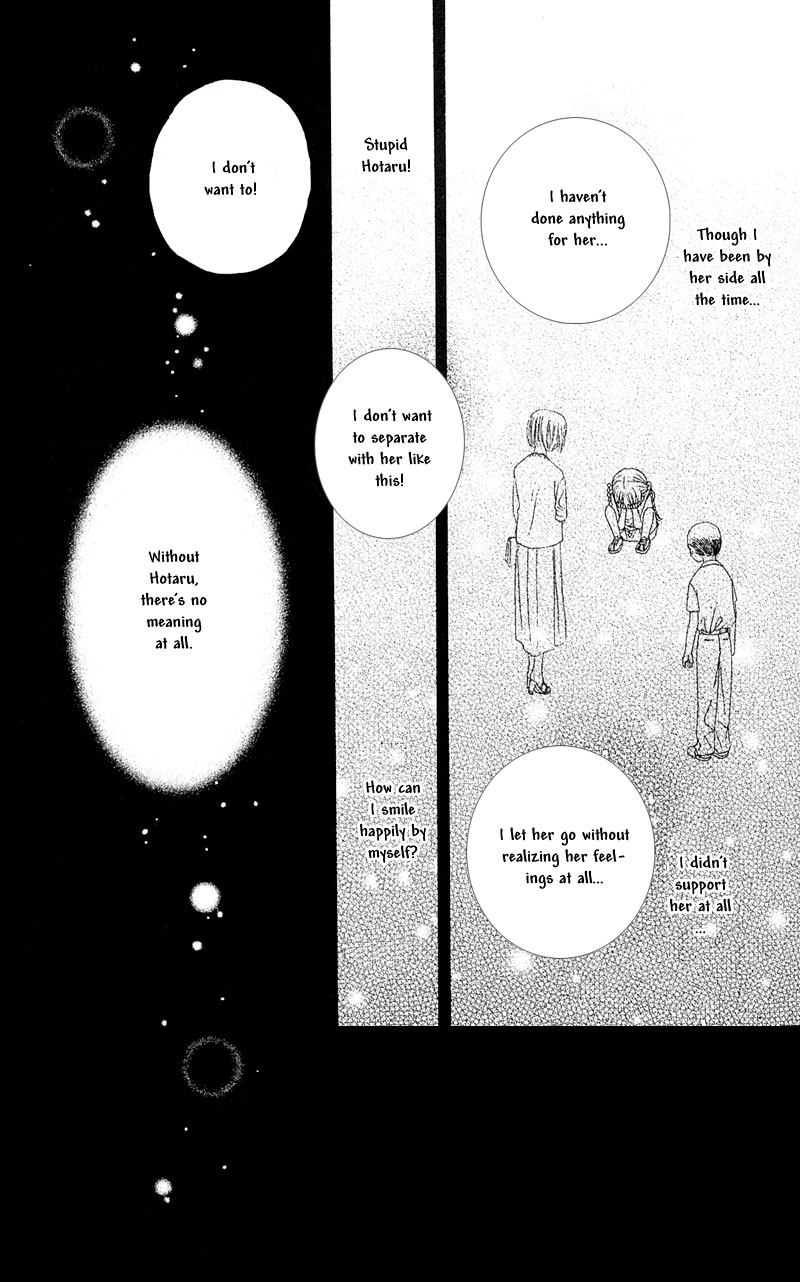 Though I
have been by
her side all
the time...
I haven't
done anything
for her...
I let her go without
realizing her feel-
ings at all...
I didn't
support
her at all
...
Stupid
Hotaru!
I don't want
to separate
with her like
this!
How can
I smile
happily by
myself?
I don't
want to!
Without
Hotaru,
there's no
meaning
at all.